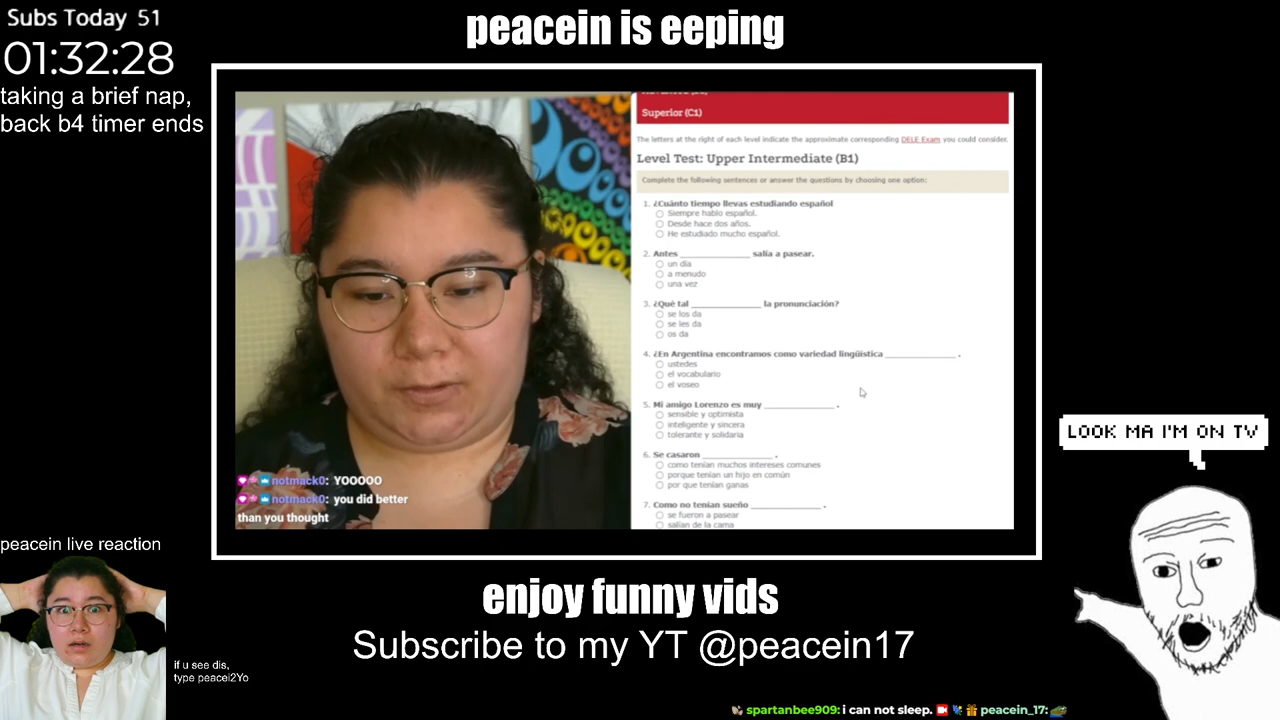 Subs Today 51
01:32:28
taking a brief nap,
back b4 timer ends
peacein is eeping
Superior (C1)
The letters at the right of each level indicate the approximate corresponding DELE Exam you could consider.
Level Test: Upper Intermediate (B1)
Complete the following sentences or answer the questions by choosing one option:
1. ¿Cuánto tiempo llevas estudiando español
Siempre hablo español.
Desde hace dos años.
He estudiado mucho español.
2. Antes ______________ salía a pasear.
un día
a menudo
una vez
3. ¿Qué tal ______________ la pronunciación?
se los da
se les da
os da
4. ¿En Argentina encontramos como variedad lingüística ______________ .
ustedes
el vocabulario
el voseo
5. Mi amigo Lorenzo es muy ______________ .
sensible y optimista
inteligente y sincera
tolerante y solidaria
6. Se casaron ______________ .
como tenían muchos intereses comunes
porque tenían un hijo en común
por que tenían ganas
7. Como no tenían sueño ______________ .
se fueron a pasear
salían de la cama
notmack0: YOOOOO
notmack0: you did better
than you thought
peacein live reaction
if u see dis,
type peacei2Yo
enjoy funny vids
Subscribe to my YT @peacein17
LOOK MA I'M ON TV
spartanbee909: i can not sleep. peacein_17: